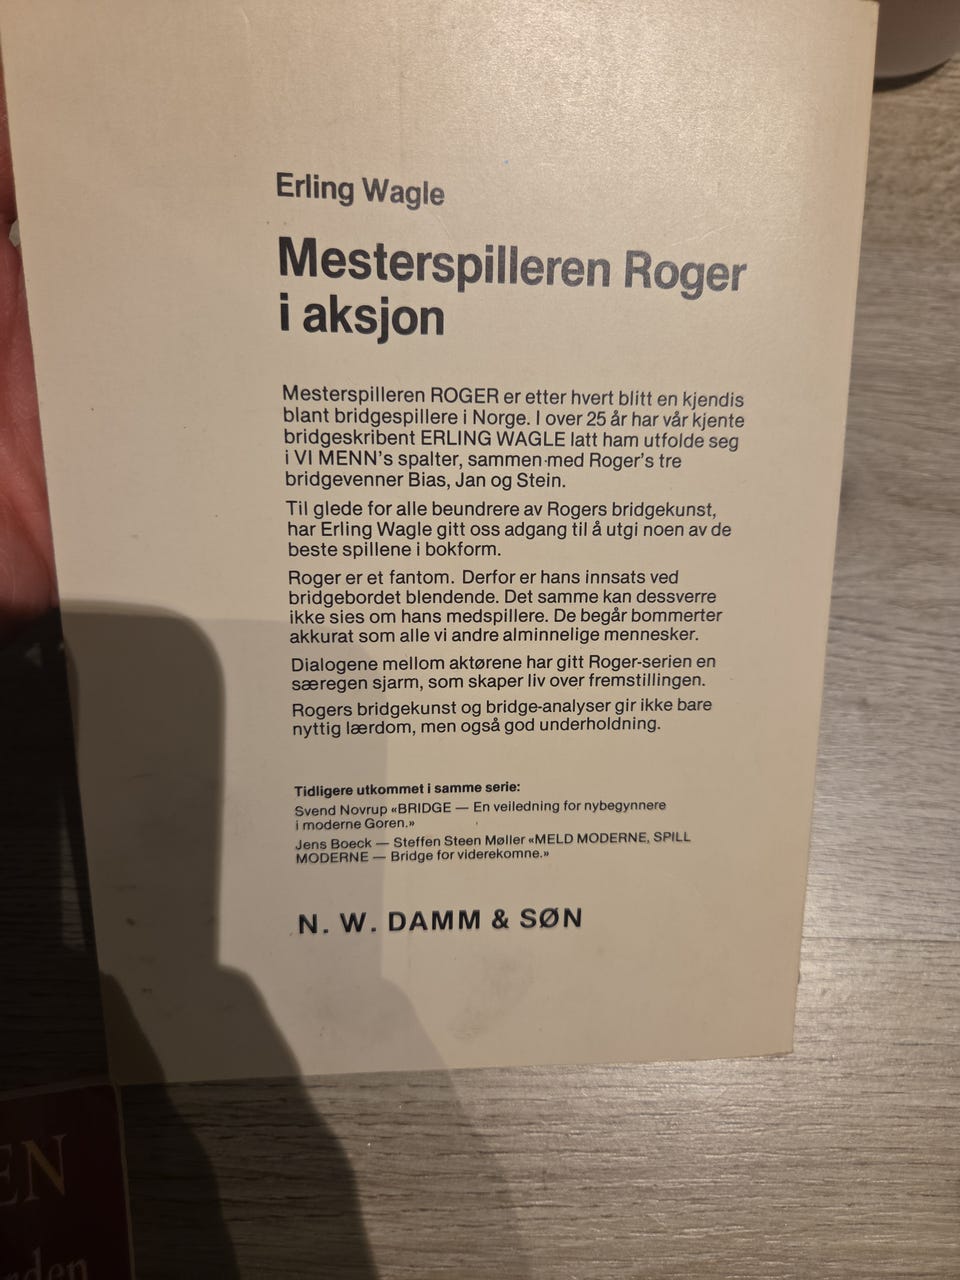 Erling Wagle
Mesterspilleren Roger
i aksjon
Mesterspilleren ROGER er etter hvert blitt en kjendis
blant bridgespillere i Norge. I over 25 år har vår kjente
bridgeskribent ERLING WAGLE latt ham utfolde seg
i VI MENN's spalter, sammen med Roger's tre
bridgevenner Bias, Jan og Stein.
Til glede for alle beundrere av Rogers bridgekunst,
har Erling Wagle gitt oss adgang til å utgi noen av de
beste spillene i bokform.
Roger er et fantom. Derfor er hans innsats ved
bridgebordet blendende. Det samme kan dessverre
ikke sies om hans medspillere. De begår bommerter
akkurat som alle vi andre alminnelige mennesker.
Dialogene mellom aktørene har gitt Roger-serien en
særegen sjarm, som skaper liv over fremstillingen.
Rogers bridgekunst og bridge-analyser gir ikke bare
nyttig lærdom, men også god underholdning.
Tidligere utkommet i samme serie:
Svend Novrup «BRIDGE — En veiledning for nybegynnere
i moderne Goren.»
Jens Boeck — Steffen Steen Møller «MELD MODERNE, SPILL
MODERNE — Bridge for viderekomne.»
N. W. DAMM & SØN
EN